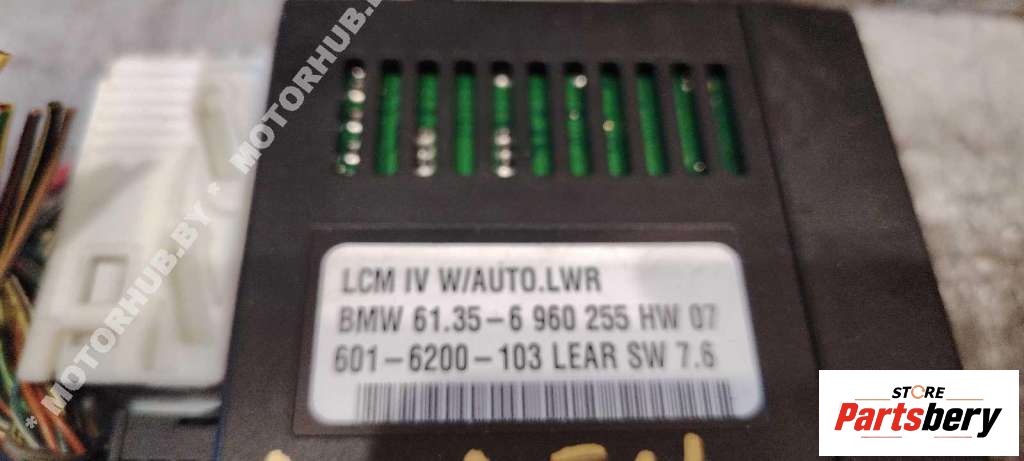 * MOTORHUB.BY * MOTORHUB.BY
LCM IV W/AUTO.LWR
BMW 61.35-6 960 255 HW 07
601-6200-103 LEAR SW 7.6
STORE
Partsbery